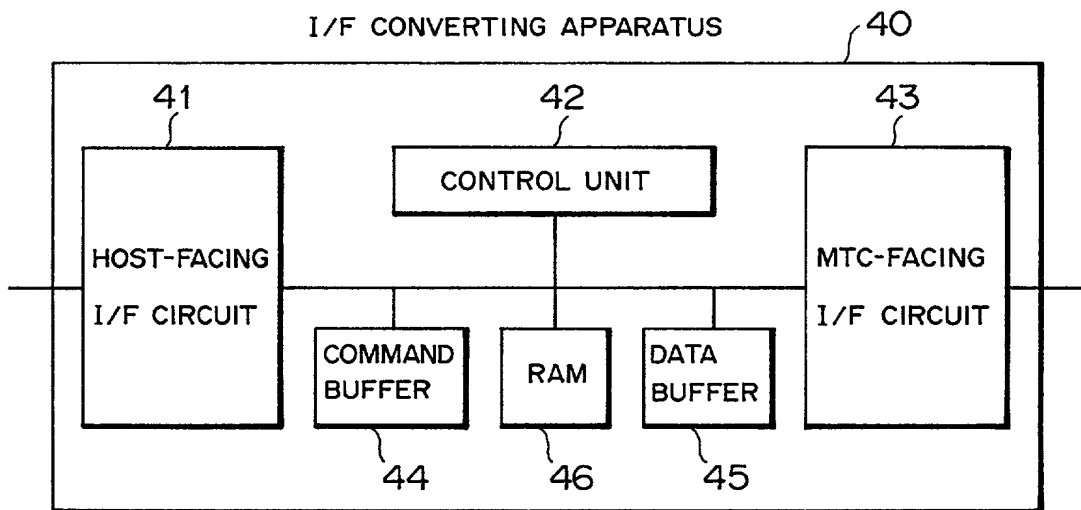 I/F CONVERTING APPARATUS
40
41
42
43
CONTROL UNIT
HOST-FACING
I/F CIRCUIT
MTC-FACING
I/F CIRCUIT
COMMAND
BUFFER
RAM
DATA
BUFFER
44
46
45